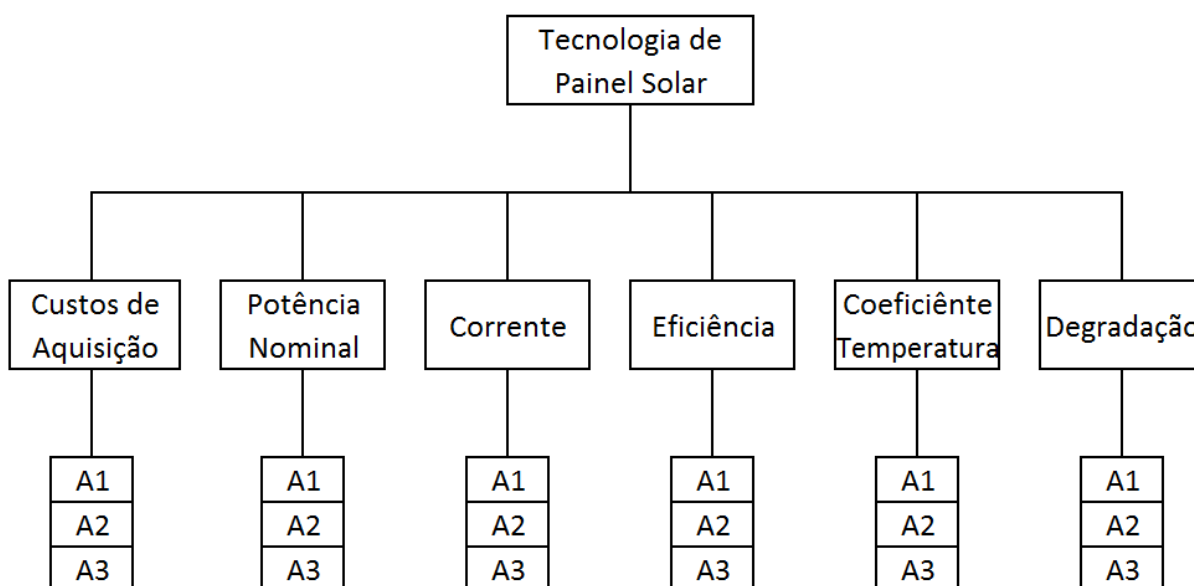 Tecnologia de
Painel Solar
Custos de
Aquisição
Potência
Nominal
Corrente
Eficiência
Coeficiênte
Temperatura
Degradação
A1
A2
A3
A1
A2
A3
A1
A2
A3
A1
A2
A3
A1
A2
A3
A1
A2
A3